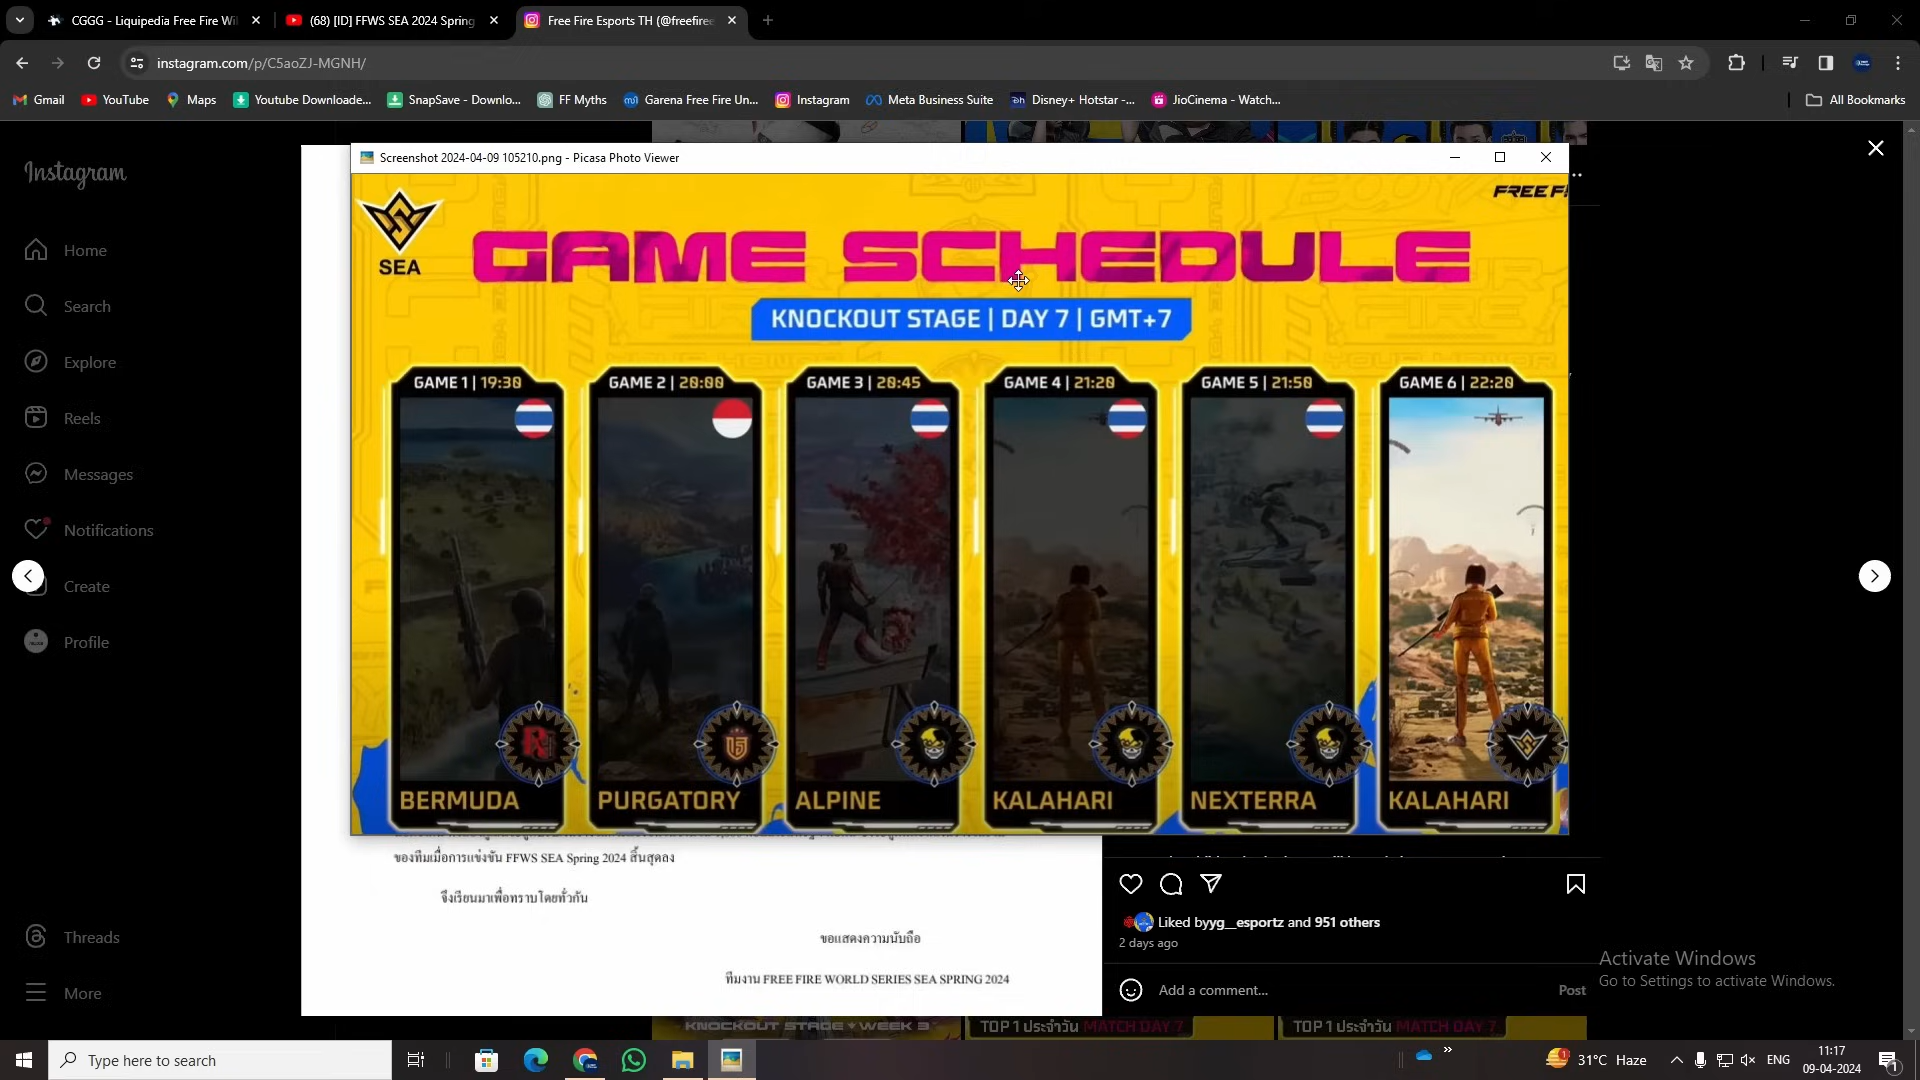 CGGG - Liquipedia Free Fire Wi
(68) [ID] FFWS SEA 2024 Spring
Free Fire Esports TH (@freefire
instagram.com/p/C5aoZJ-MGNH/
Gmail
YouTube
Maps
Youtube Downloade...
SnapSave - Downlo...
FF Myths
Garena Free Fire Un...
Instagram
Meta Business Suite
Disney+ Hotstar -...
JioCinema - Watch...
All Bookmarks
Instagram
Home
Search
Explore
Reels
Messages
Notifications
Create
Profile
Threads
More
Screenshot 2024-04-09 105210.png - Picasa Photo Viewer
SEA
FREE FI
GAME SCHEDULE
KNOCKOUT STAGE | DAY 7 | GMT+7
GAME 1 | 19:30
GAME 2 | 20:00
GAME 3 | 20:45
GAME 4 | 21:20
GAME 5 | 21:50
GAME 6 | 22:20
BERMUDA
PURGATORY
ALPINE
KALAHARI
NEXTERRA
KALAHARI
ของทีมเมื่อการแข่งขัน FFWS SEA Spring 2024 สิ้นสุดลง
จึงเรียนมาเพื่อทราบโดยทั่วกัน
ขอแสดงความนับถือ
ทีมงาน FREE FIRE WORLD SERIES SEA SPRING 2024
Liked byyg__esportz and 951 others
2 days ago
Add a comment...
Post
Activate Windows
Go to Settings to activate Windows.
KNOCKOUT STAGE • WEEK 3
TOP 1 ประจำวัน MATCH DAY 7
TOP 1 ประจำวัน MATCH DAY 7
Type here to search
31°C Haze
ENG
11:17
09-04-2024